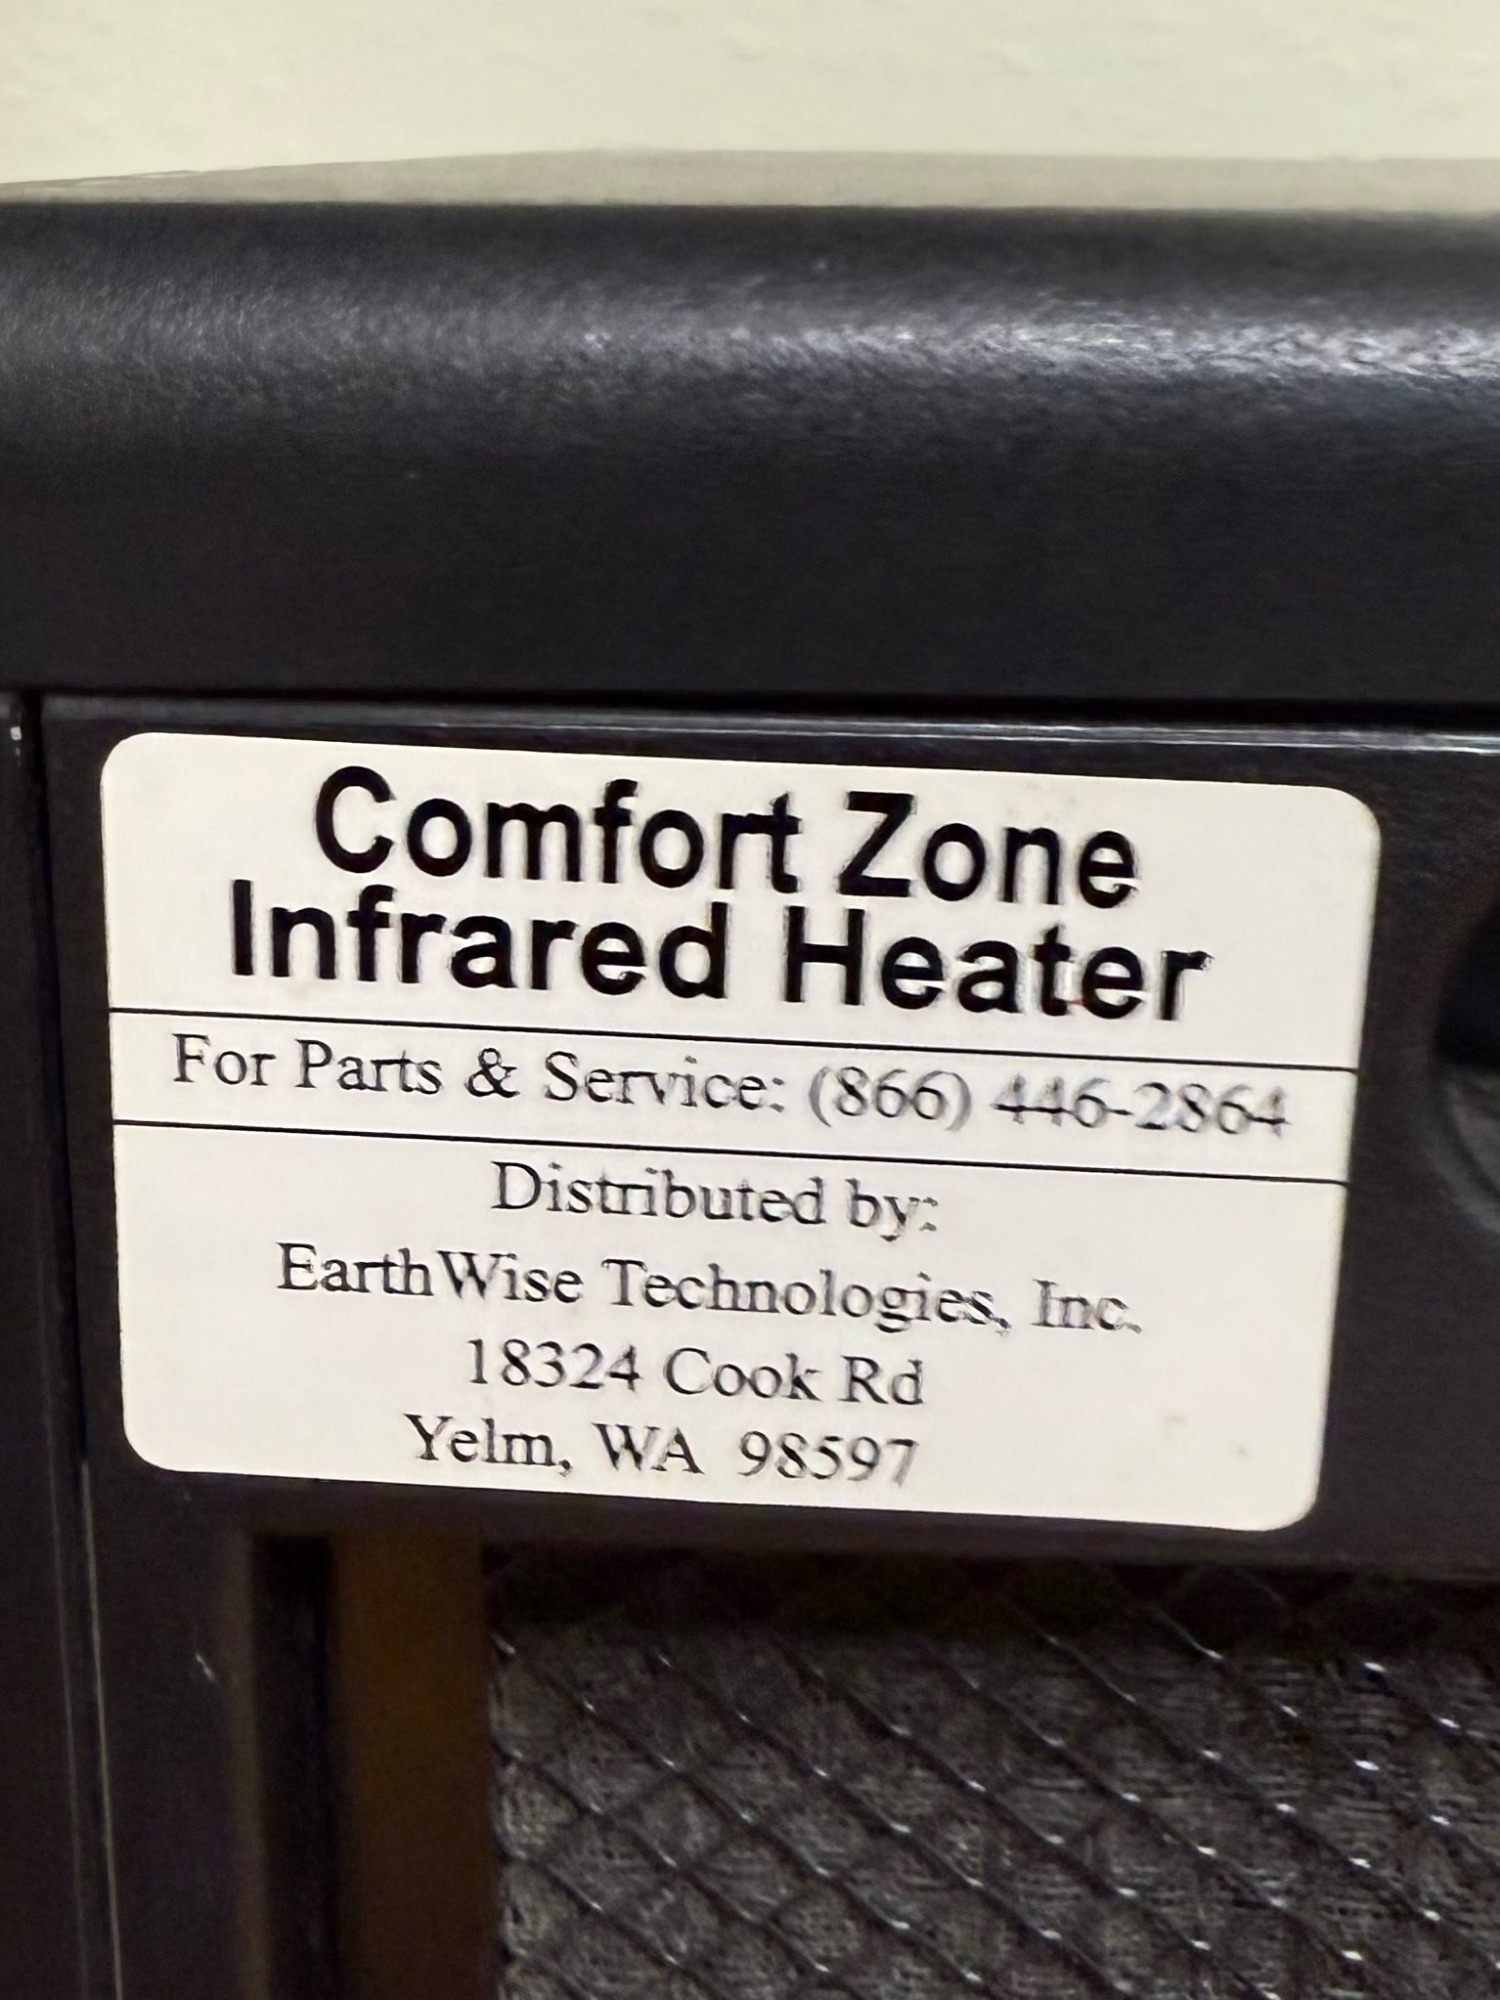 Comfort Zone
Infrared Heater
For Parts & Service: (866) 446-2864
Distributed by:
EarthWise Technologies, Inc.
18324 Cook Rd
Yelm, WA 98597